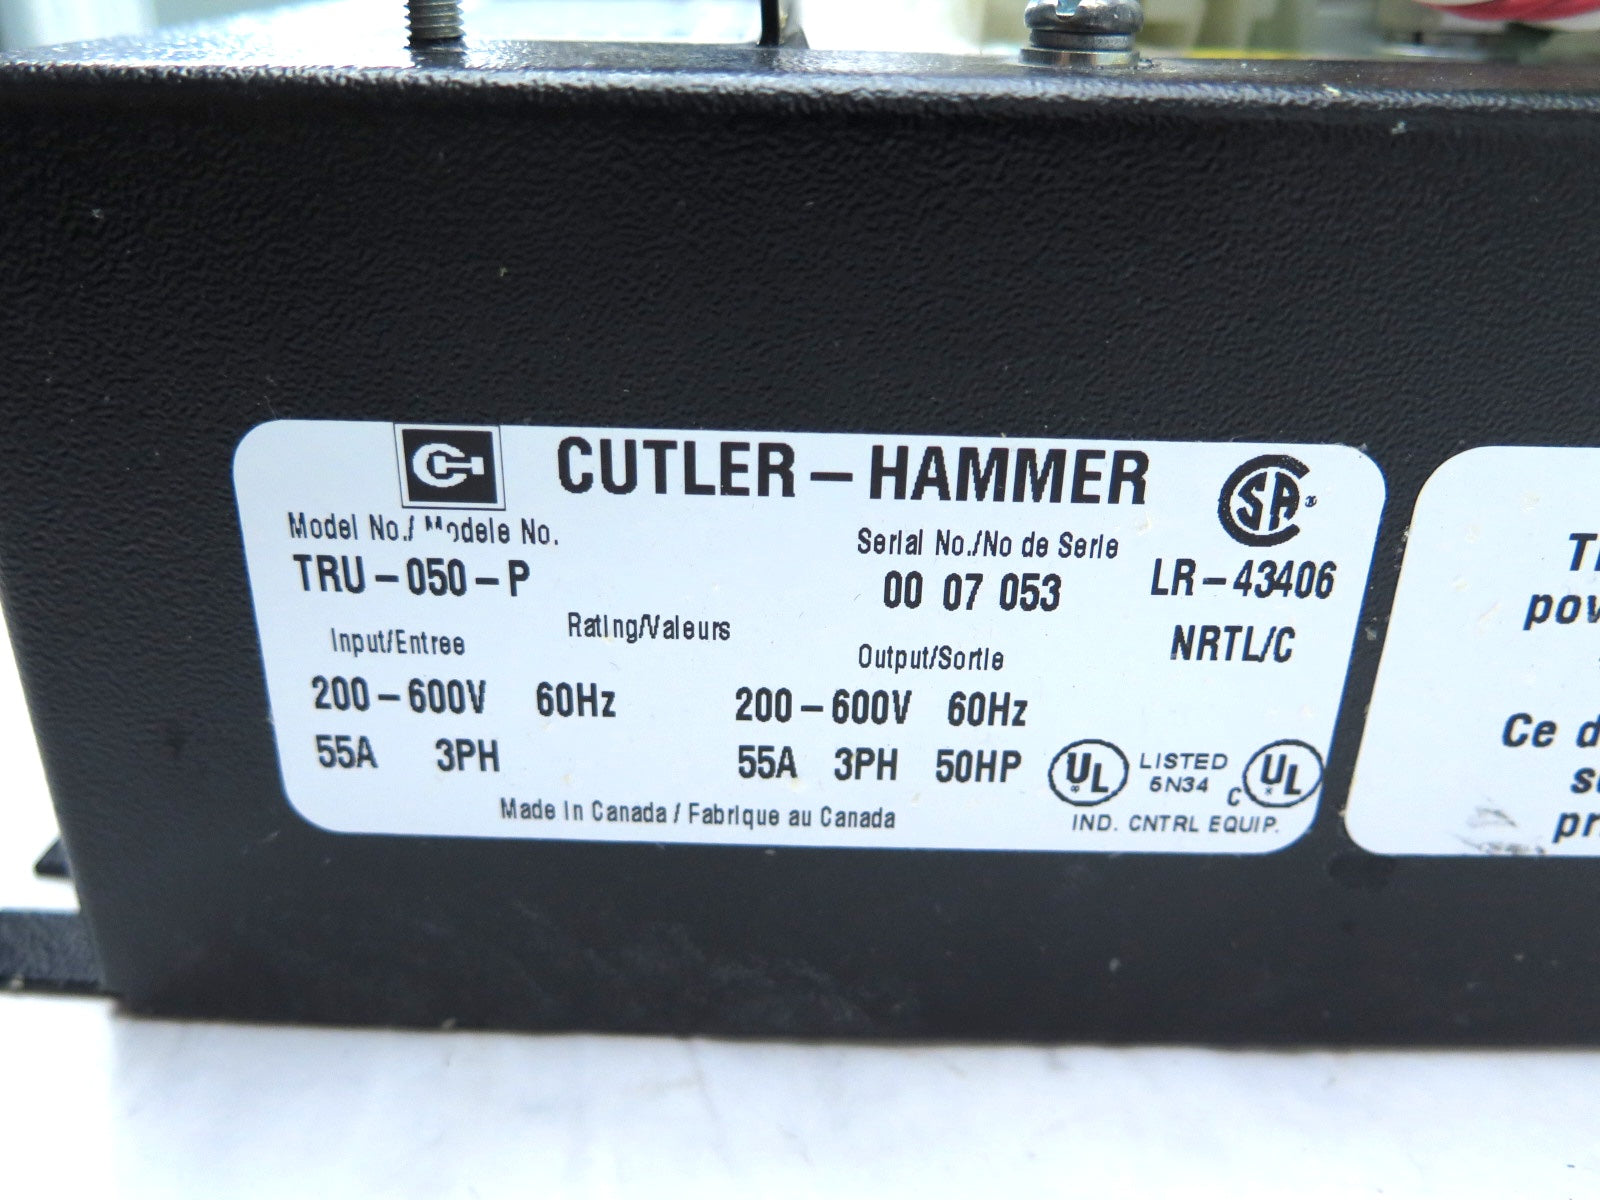 CUTLER-HAMMER
Model No./ Modele No.
Serial No./No de Serie
TRU-050-P
00 07 053
LR-43406
Rating/Valeurs
NRTL/C
Input/Entree
Output/Sortie
200-600V 60Hz
200-600V 60Hz
55A 3PH
55A 3PH 50HP
UL LISTED 5N34 C UL
IND. CNTRL EQUIP.
Made In Canada / Fabrique au Canada
Ce d